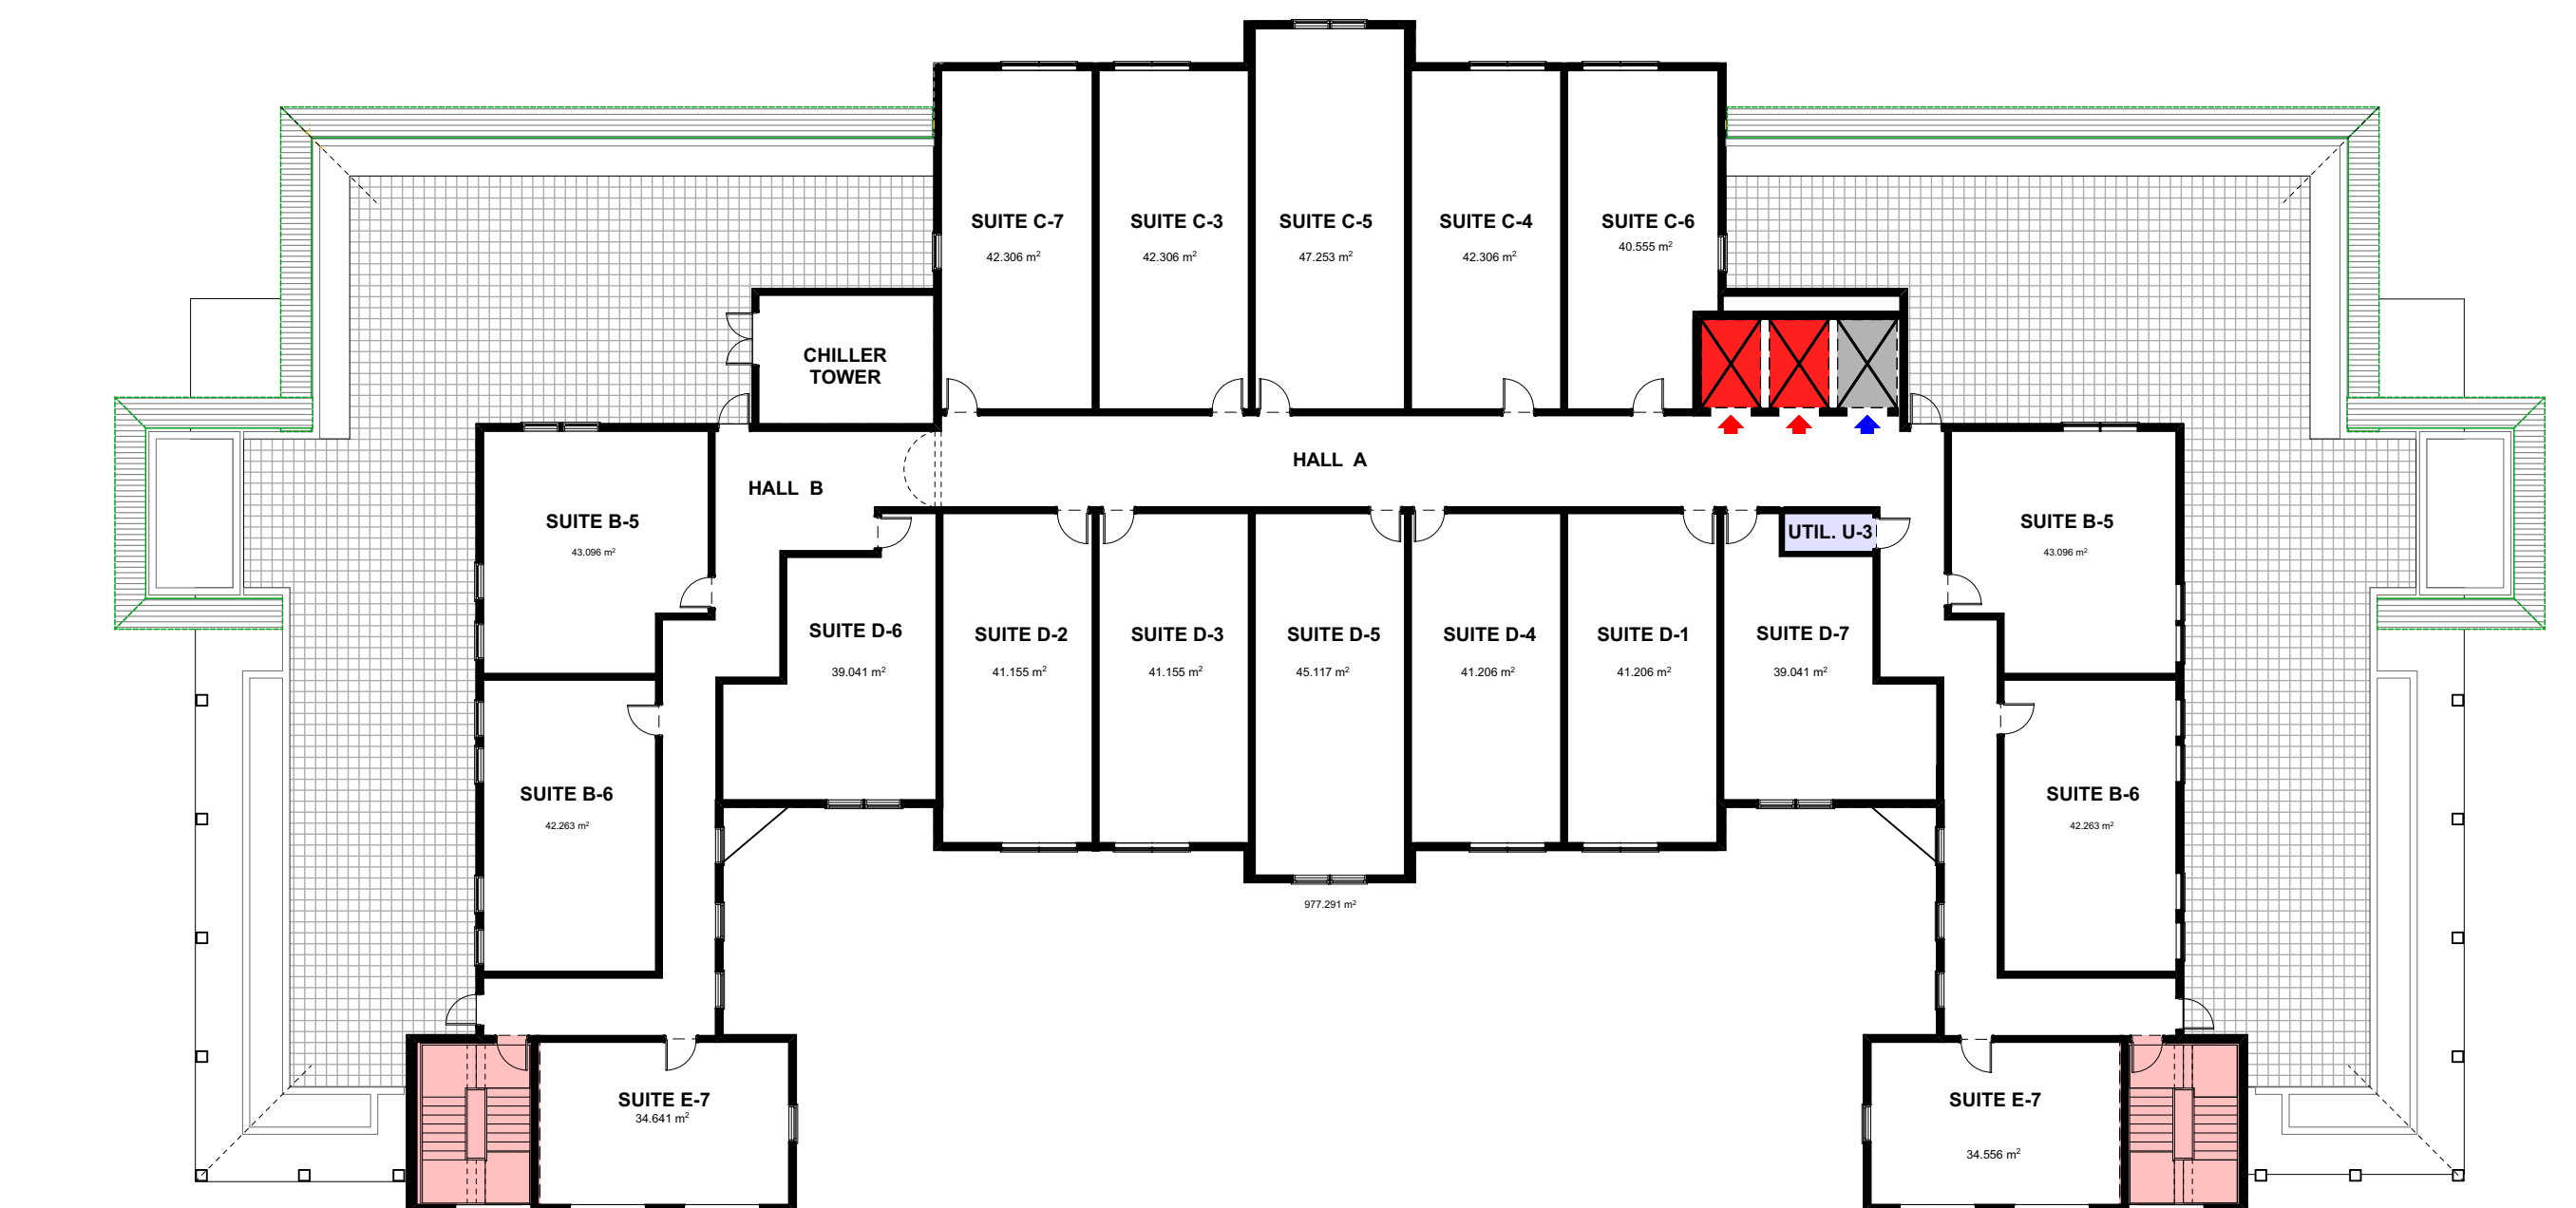 SUITE C-7
42.306 m²
SUITE C-3
42.306 m²
SUITE C-5
47.253 m²
SUITE C-4
42.306 m²
SUITE C-6
40.555 m²
CHILLER
TOWER
HALL A
HALL B
SUITE B-5
43.096 m²
UTIL. U-3
SUITE B-5
43.096 m²
SUITE D-6
39.041 m²
SUITE D-2
41.155 m²
SUITE D-3
41.155 m²
SUITE D-5
45.117 m²
SUITE D-4
41.206 m²
SUITE D-1
41.206 m²
SUITE D-7
39.041 m²
SUITE B-6
42.263 m²
SUITE B-6
42.263 m²
977.291 m²
SUITE E-7
34.641 m²
SUITE E-7
34.556 m²